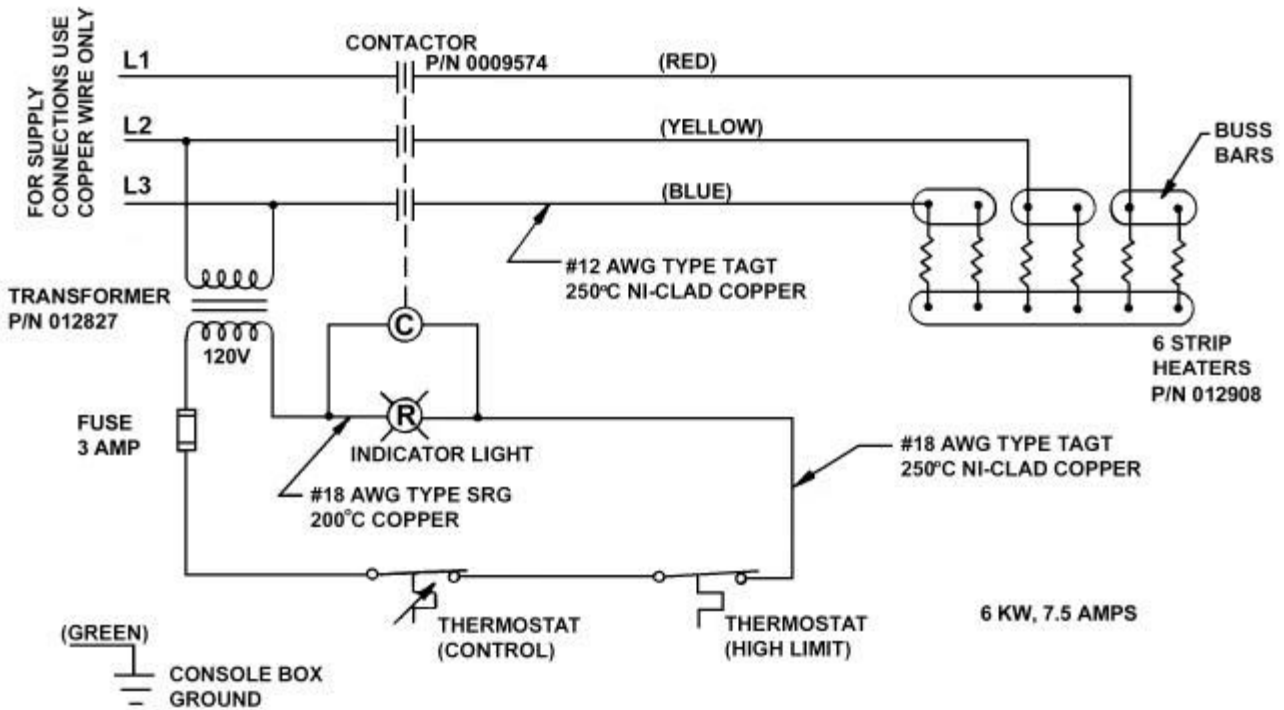 FOR SUPPLY
CONNECTIONS USE
COPPER WIRE ONLY
L1
L2
L3
CONTACTOR
P/N 0009574
(RED)
(YELLOW)
(BLUE)
BUSS
BARS
#12 AWG TYPE TAGT
250°C NI-CLAD COPPER
TRANSFORMER
P/N 012827
120V
C
6 STRIP
HEATERS
P/N 012908
FUSE
3 AMP
R
INDICATOR LIGHT
#18 AWG TYPE SRG
200°C COPPER
#18 AWG TYPE TAGT
250°C NI-CLAD COPPER
THERMOSTAT
(CONTROL)
THERMOSTAT
(HIGH LIMIT)
6 KW, 7.5 AMPS
(GREEN)
CONSOLE BOX
GROUND